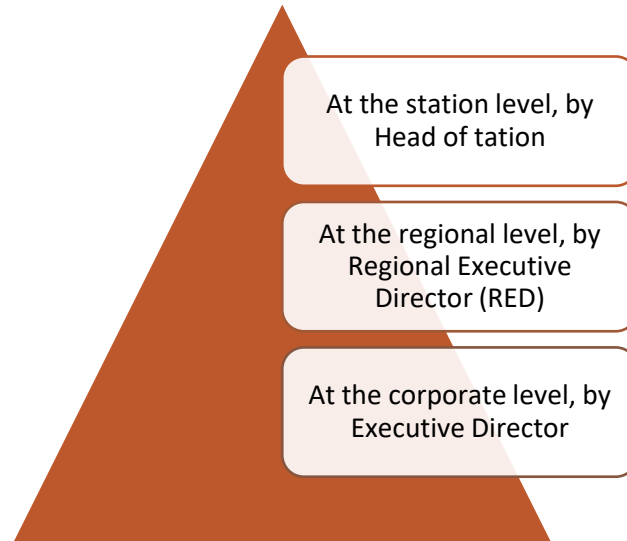 At the station level, by
Head of tation
At the regional level, by
Regional Executive
Director (RED)
At the corporate level, by
Executive Director